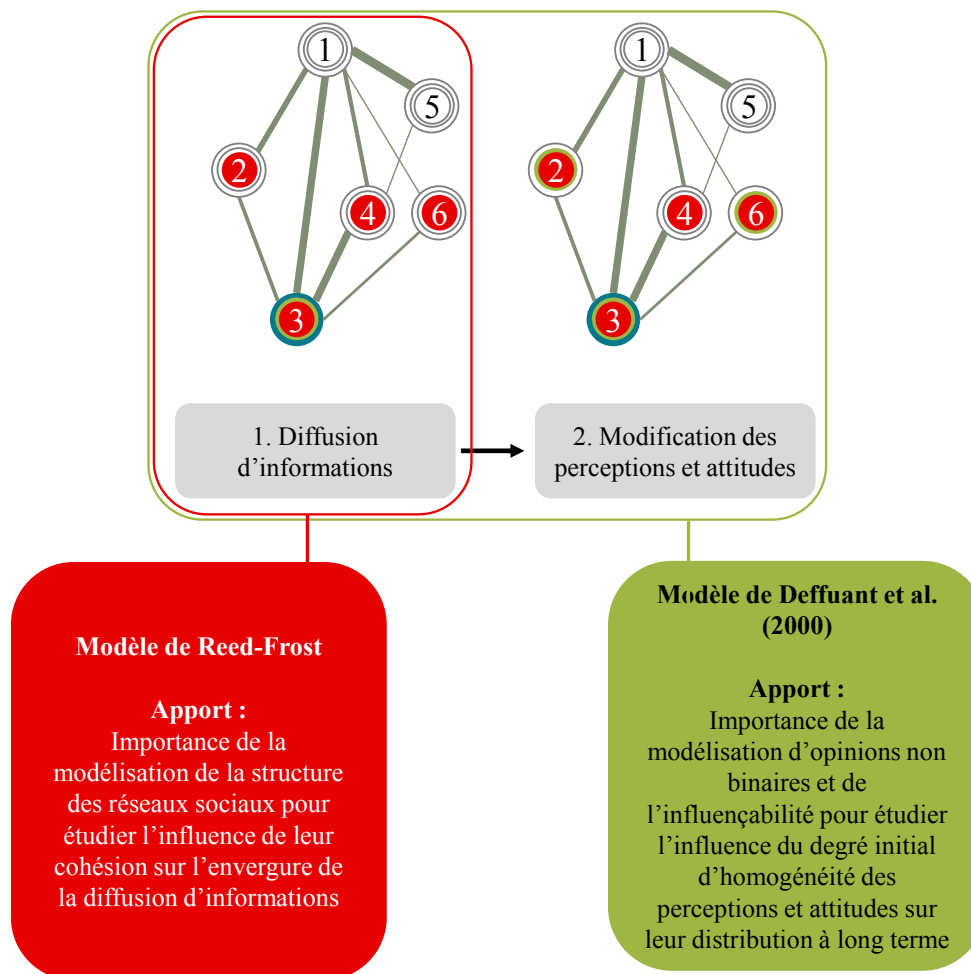 1
5
2
4
6
3
1
5
2
4
6
3
1. Diffusion
d’informations
2. Modification des
perceptions et attitudes
Modèle de Reed-Frost
Apport :
Importance de la
modélisation de la structure
des réseaux sociaux pour
étudier l’influence de leur
cohésion sur l’envergure de
la diffusion d’informations
Modèle de Deffuant et al.
(2000)
Apport :
Importance de la
modélisation d’opinions non
binaires et de
l’influençabilité pour étudier
l’influence du degré initial
d’homogénéité des
perceptions et attitudes sur
leur distribution à long terme